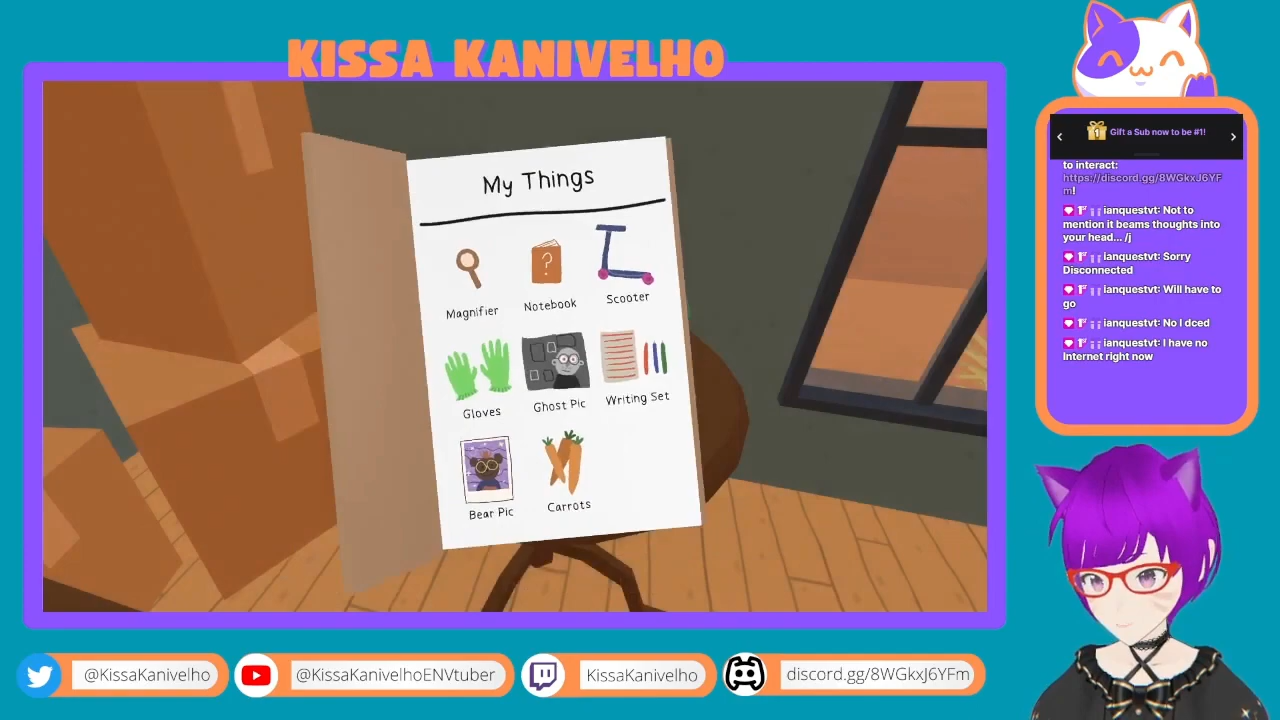 KISSA KANIVELHO
My Things
Magnifier
Notebook
Scooter
Gloves
Ghost Pic
Writing Set
Bear Pic
Carrots
?
1
Gift a Sub now to be #1!
to interact:
https://discord.gg/8WGkxJ6YF
m!
ianquestvt: Not to
mention it beams thoughts into
your head... /j
ianquestvt: Sorry
Disconnected
ianquestvt: Will have to
go
ianquestvt: No I dced
ianquestvt: I have no
Internet right now
@KissaKanivelho
@KissaKanivelhoENVtuber
KissaKanivelho
discord.gg/8WGkxJ6YFm